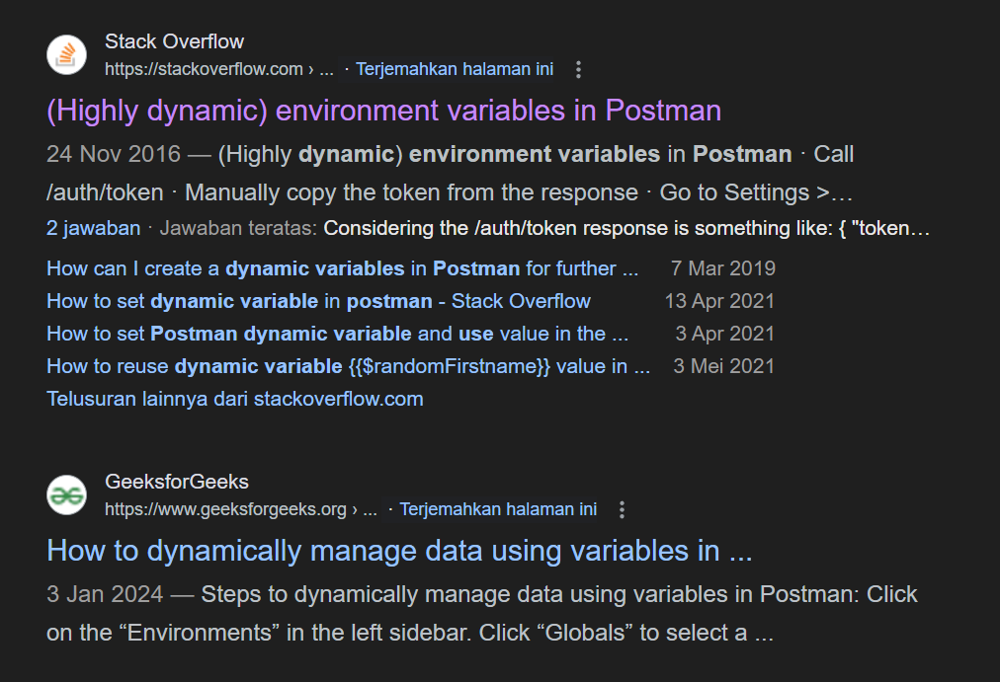 Stack Overflow
https://stackoverflow.com › ... · Terjemahkan halaman ini
(Highly dynamic) environment variables in Postman
24 Nov 2016 — (Highly dynamic) environment variables in Postman · Call
/auth/token · Manually copy the token from the response · Go to Settings >…
2 jawaban · Jawaban teratas: Considering the /auth/token response is something like: { "token…
How can I create a dynamic variables in Postman for further ... 7 Mar 2019
How to set dynamic variable in postman - Stack Overflow 13 Apr 2021
How to set Postman dynamic variable and use value in the ... 3 Apr 2021
How to reuse dynamic variable {{$randomFirstname}} value in ... 3 Mei 2021
Telusuran lainnya dari stackoverflow.com
GeeksforGeeks
https://www.geeksforgeeks.org › ... · Terjemahkan halaman ini
How to dynamically manage data using variables in ...
3 Jan 2024 — Steps to dynamically manage data using variables in Postman: Click
on the “Environments” in the left sidebar. Click “Globals” to select a ...